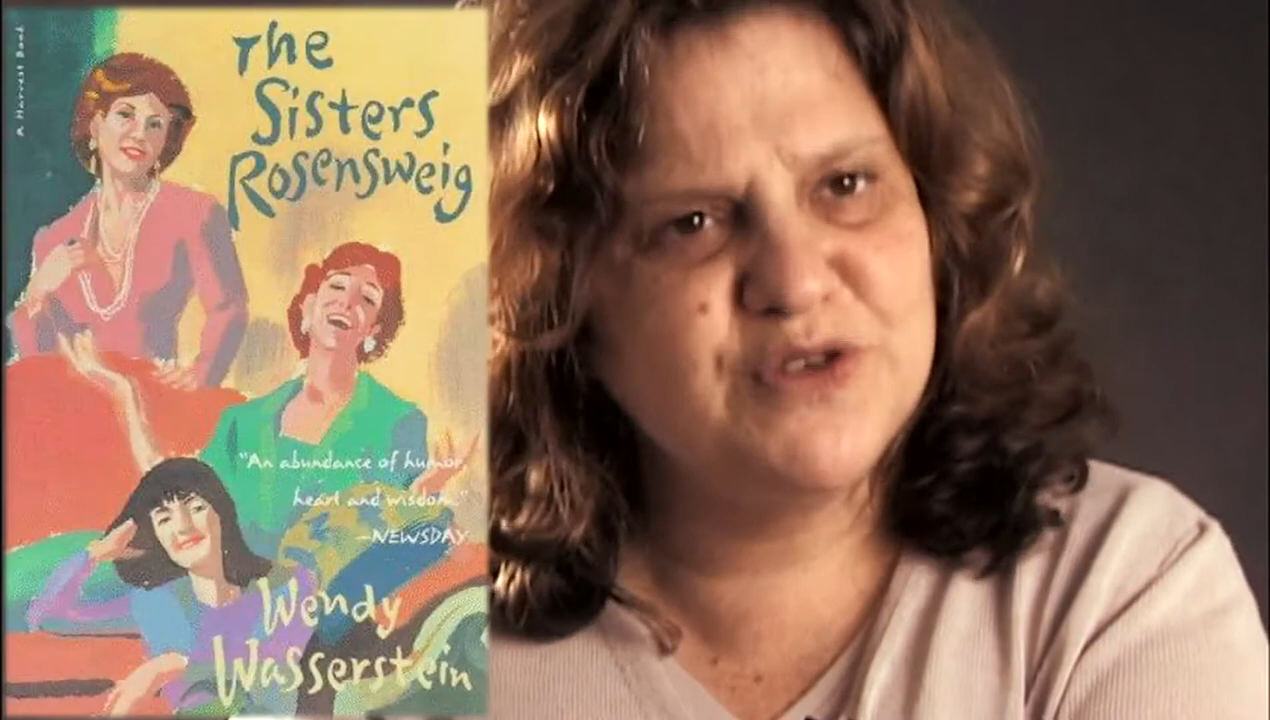 A Harvest Book
The
Sisters
Rosensweig
"An abundance of humor,
heart and wisdom."
—NEWSDAY
Wendy
Wasserstein